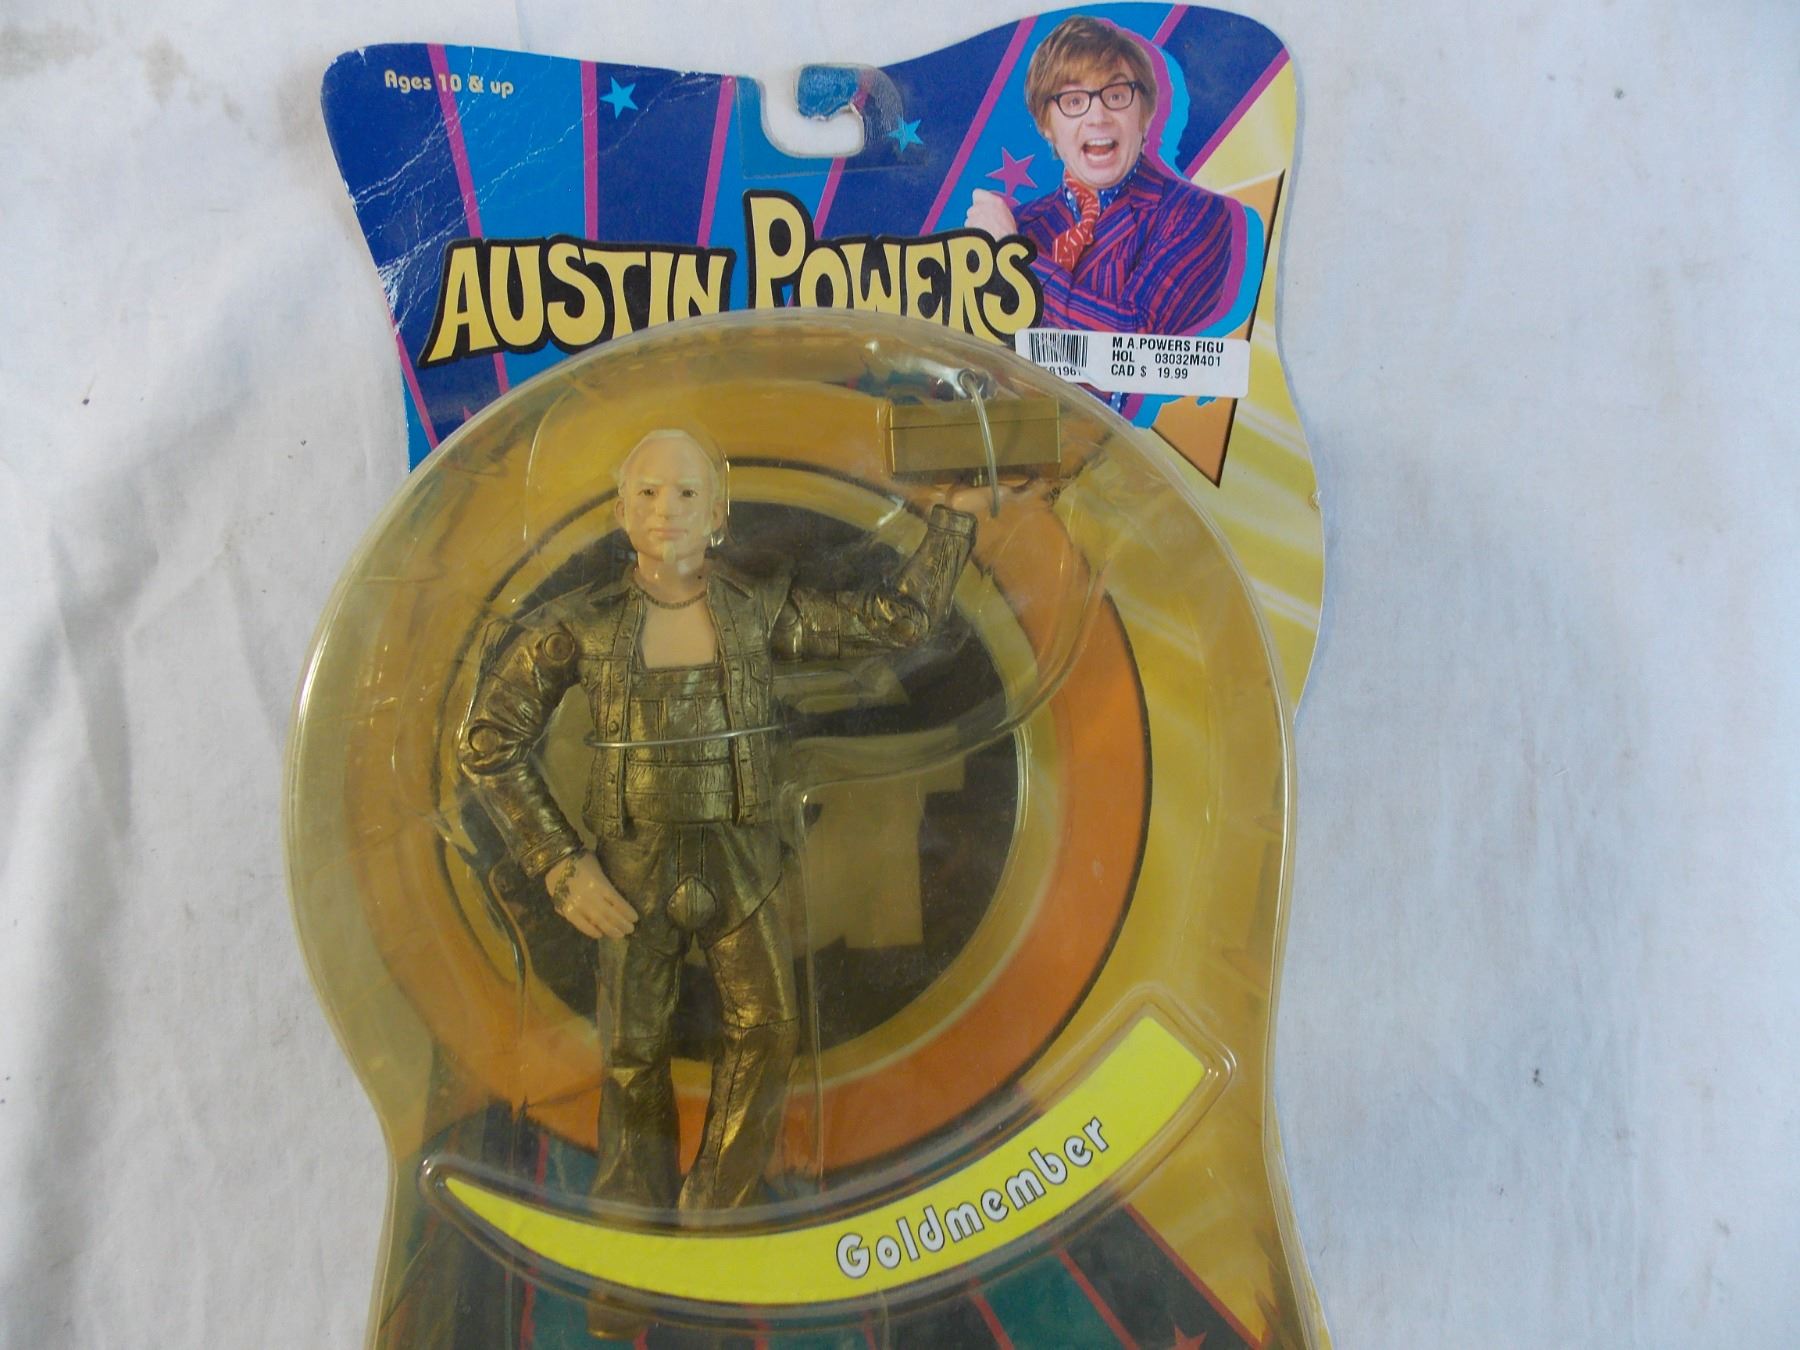 Ages 10 & up
AUSTIN POWERS
M A.POWERS FIGU
HOL 03032M401
CAD $ 19.99
Goldmember